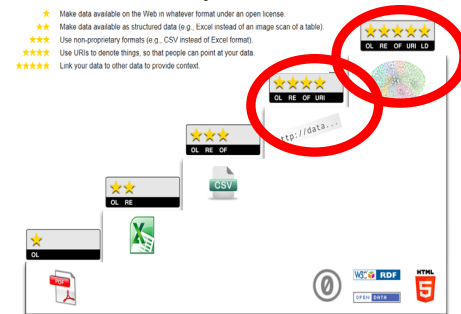 ★ Make data available on the Web in whatever format under an open license.
★★ Make data available as structured data (e.g., Excel instead of an image scan of a table).
★★★ Use non-proprietary formats (e.g., CSV instead of Excel format).
★★★★ Use URIs to denote things, so that people can point at your data.
★★★★★ Link your data to other data to provide context.
OL RE OF URI LD
OL RE OF URI
http://data...
OL RE OF
CSV
OL RE
X
OL
PDF
0
W3C RDF
OPEN DATA
HTML
5